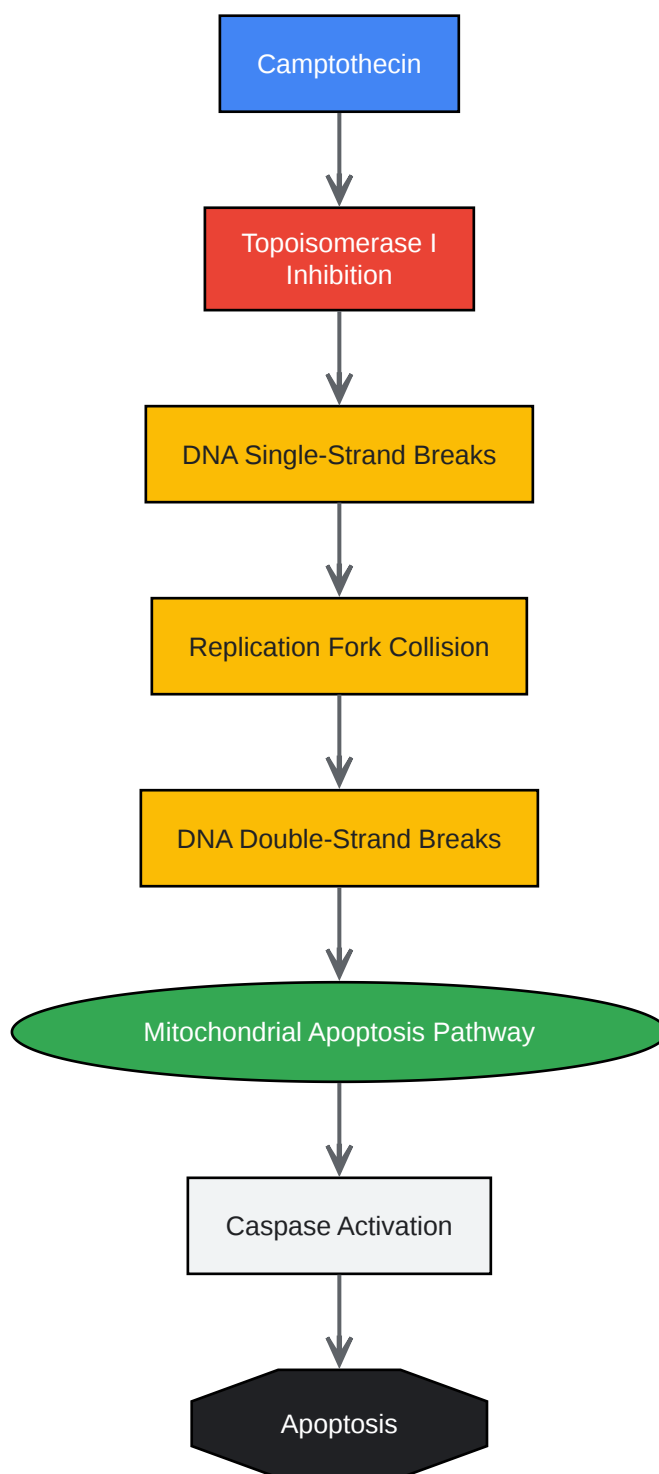 Camptothecin
Topoisomerase I
Inhibition
DNA Single-Strand Breaks
Replication Fork Collision
DNA Double-Strand Breaks
Mitochondrial Apoptosis Pathway
Caspase Activation
Apoptosis